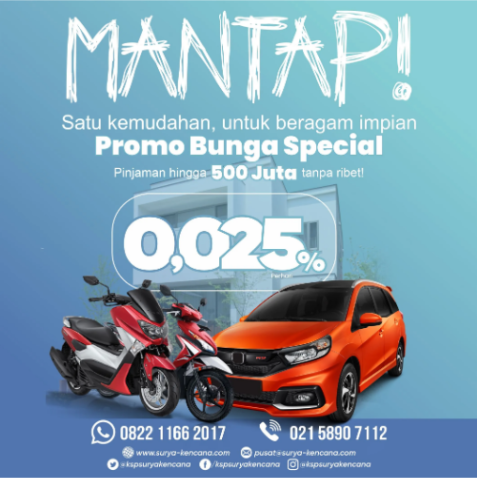 MANTAP!
Satu kemudahan, untuk beragam impian
Promo Bunga Special
Pinjaman hingga 500 Juta tanpa ribet!
0,025%
0822 1166 2017 021 5890 7112
www.surya-kencana.com pusat@surya-kencana.com
@kspsuryakencana /kspsuryakencana @kspsuryakencana